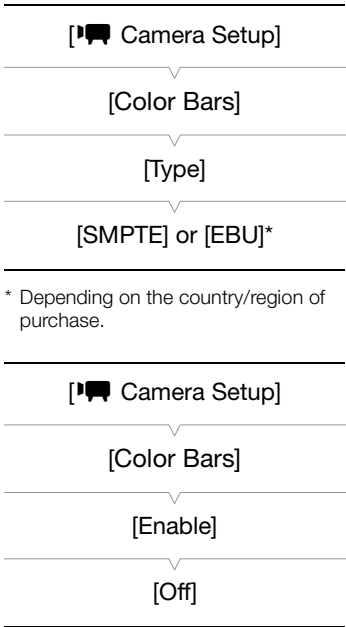 [ Camera Setup]
[Color Bars]
[Type]
[SMPTE] or [EBU]*
* Depending on the country/region of
purchase.
[ Camera Setup]
[Color Bars]
[Enable]
[Off]